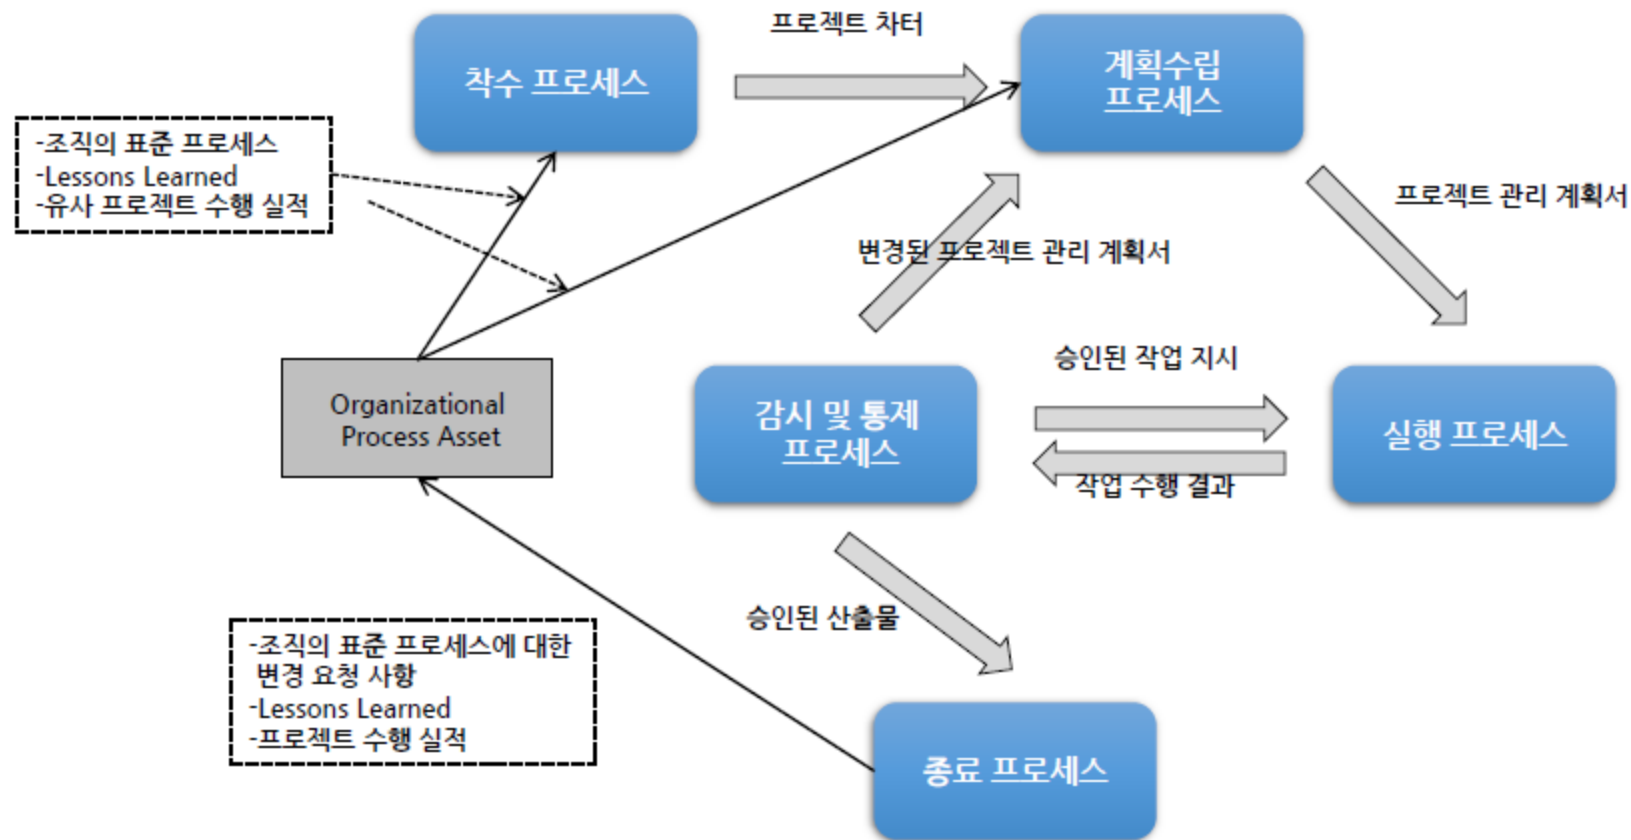 프로젝트 차터
착수 프로세스
계획수립
프로세스
-조직의 표준 프로세스
-Lessons Learned
-유사 프로젝트 수행 실적
프로젝트 관리 계획서
변경된 프로젝트 관리 계획서
승인된 작업 지시
Organizational
Process Asset
감시 및 통제
프로세스
실행 프로세스
작업 수행 결과
승인된 산출물
-조직의 표준 프로세스에 대한
변경 요청 사항
-Lessons Learned
-프로젝트 수행 실적
종료 프로세스